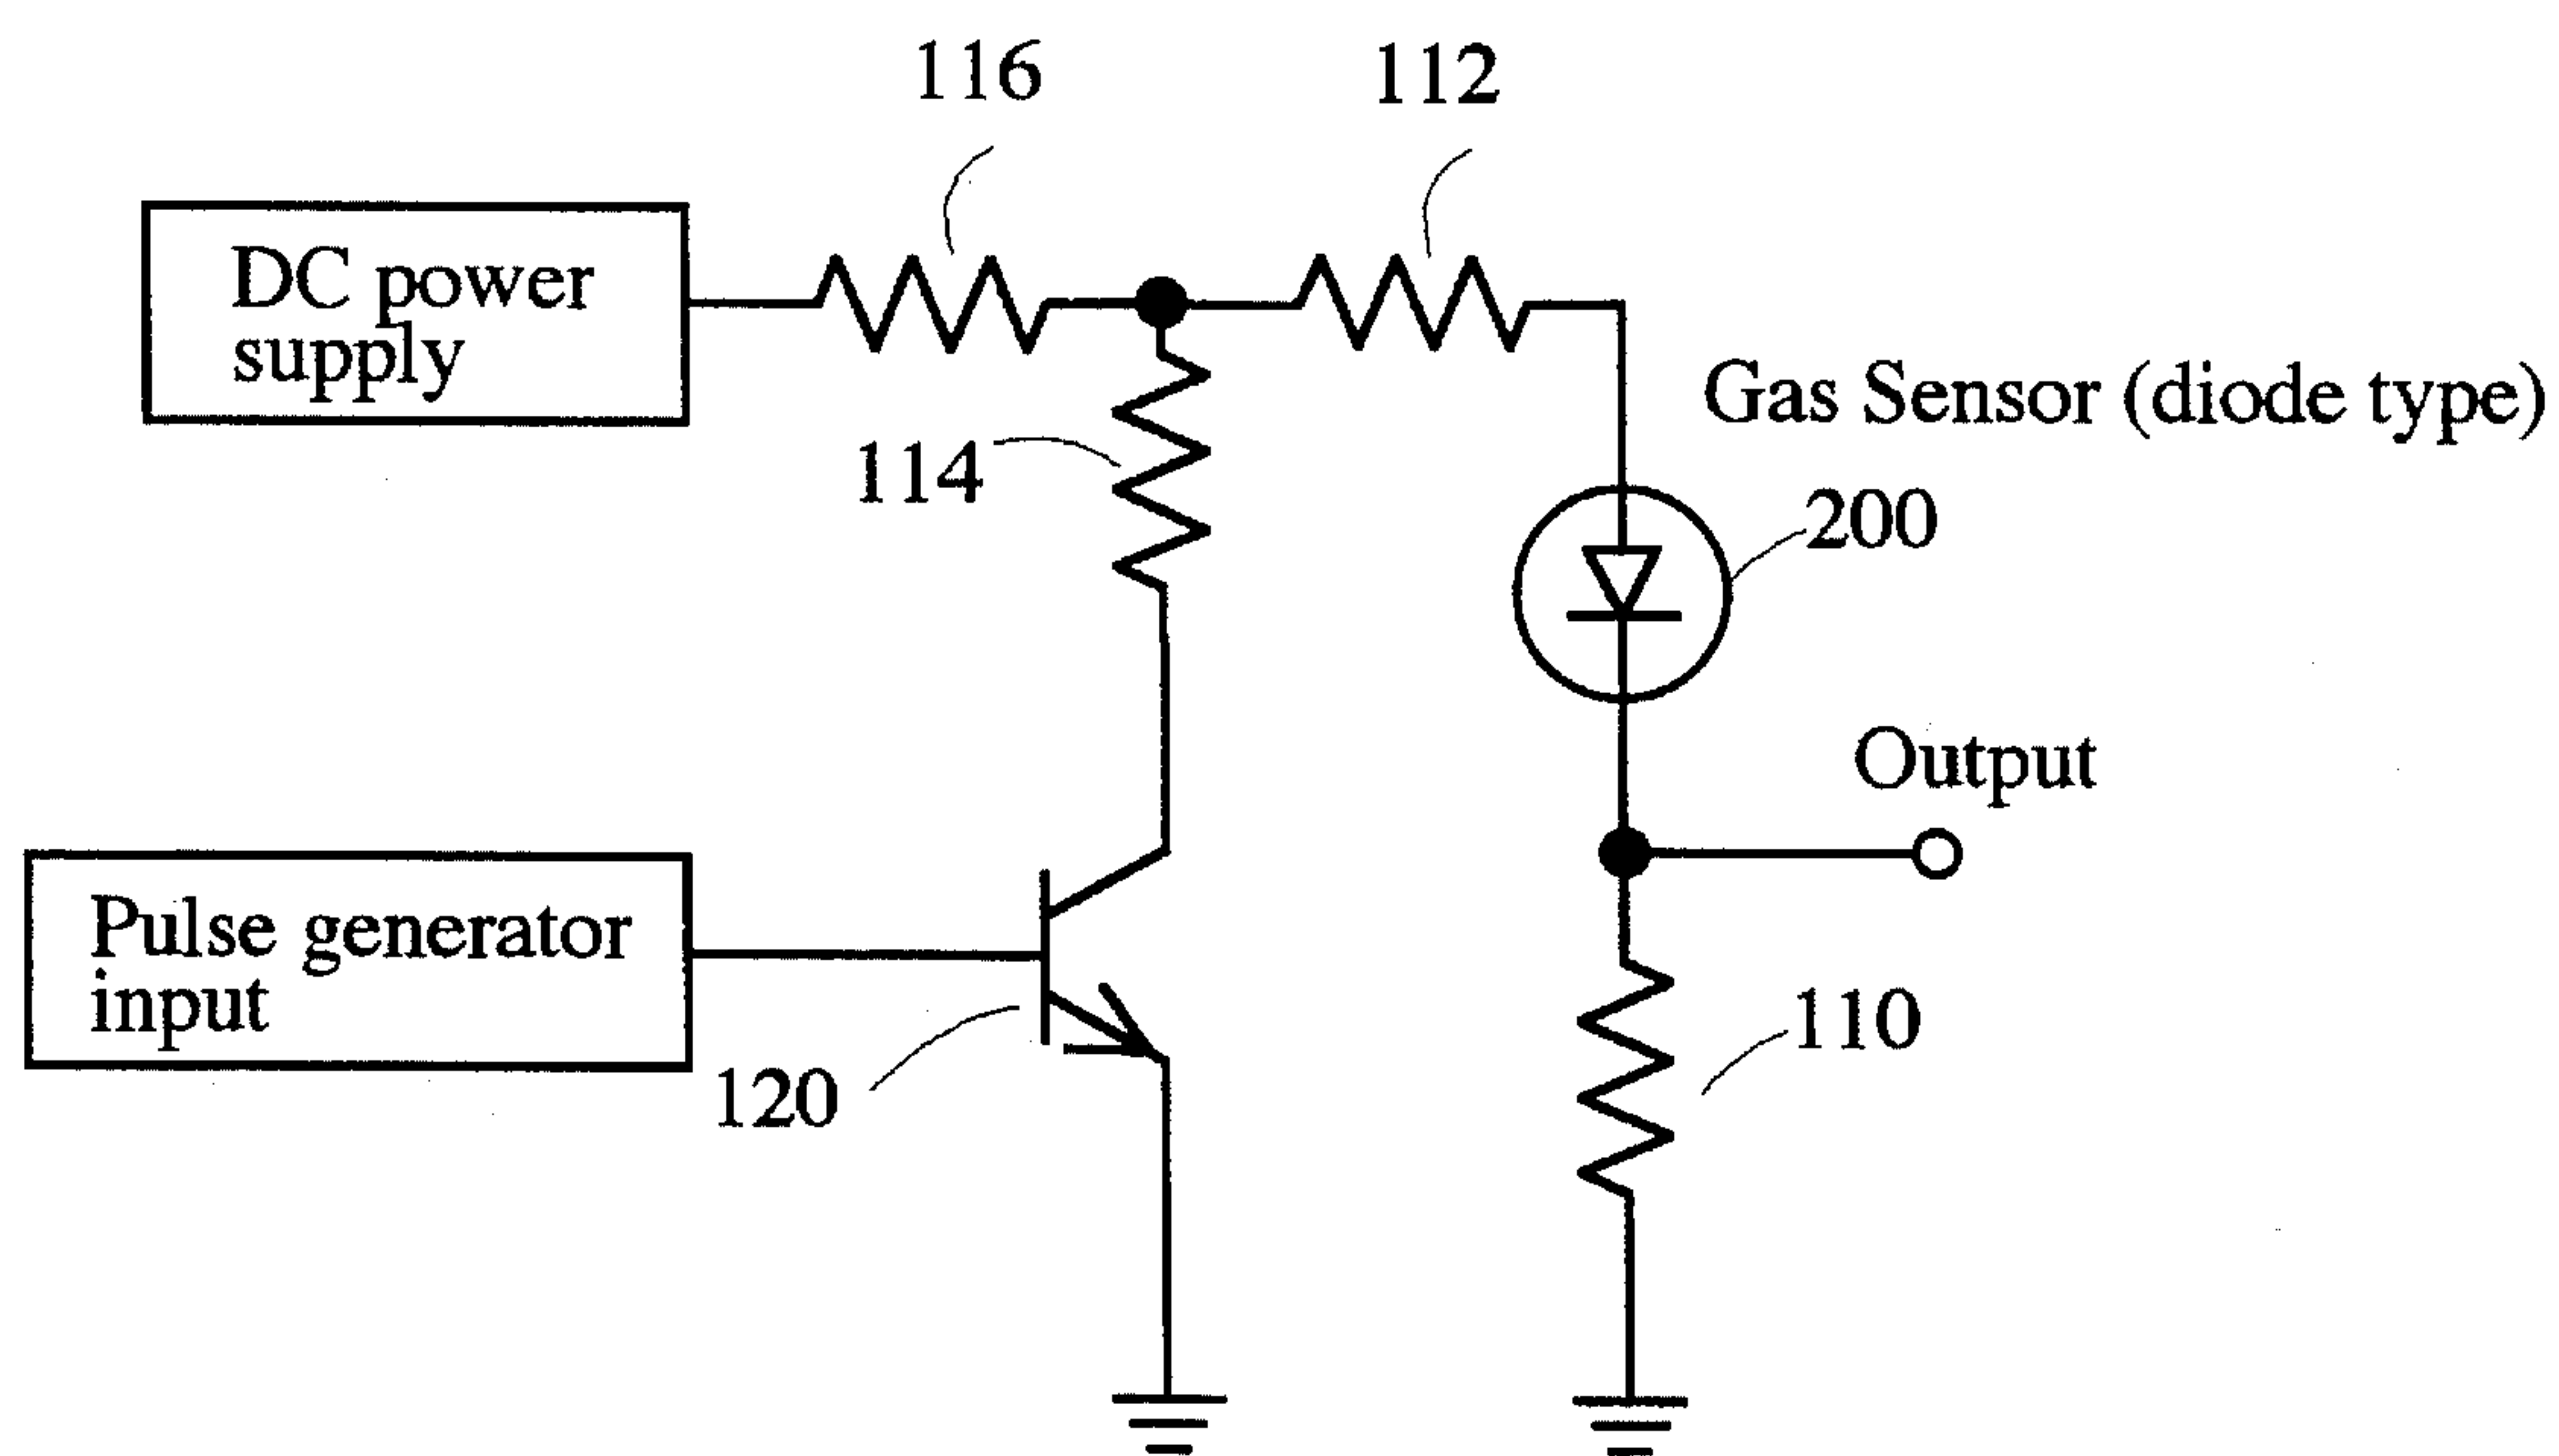 116
112
DC power
supply
Gas Sensor (diode type)
114
200
Output
Pulse generator
input
110
120